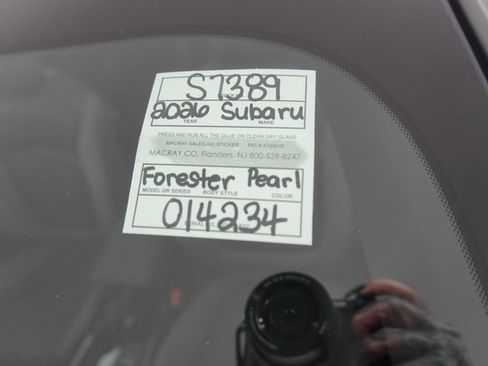 S7389
2026 Subaru
YEAR MAKE
PRESS AND RUB ALL THE GLUE ON CLEAN DRY GLASS
MACRAY SALES AID STICKER PAT.#
MACRAY CO. Flanders, NJ 800-539-8247
Forester Pearl
MODEL OR SERIES BODY STYLE COLOR
014234